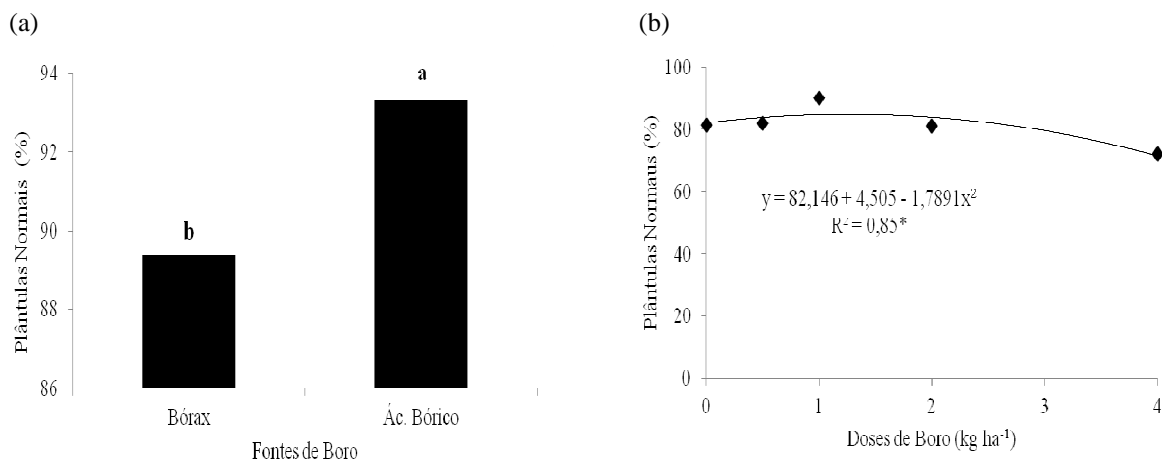 (a)
94
92
90
88
86
Plântulas Normais (%)
b
a
Bórax
Ác. Bórico
Fontes de Boro
(b)
100
80
60
40
20
0
Plântulas Normaus (%)
y = 82,146 + 4,505 - 1,7891x²
R² = 0,85*
0
1
2
3
4
Doses de Boro (kg ha⁻¹)